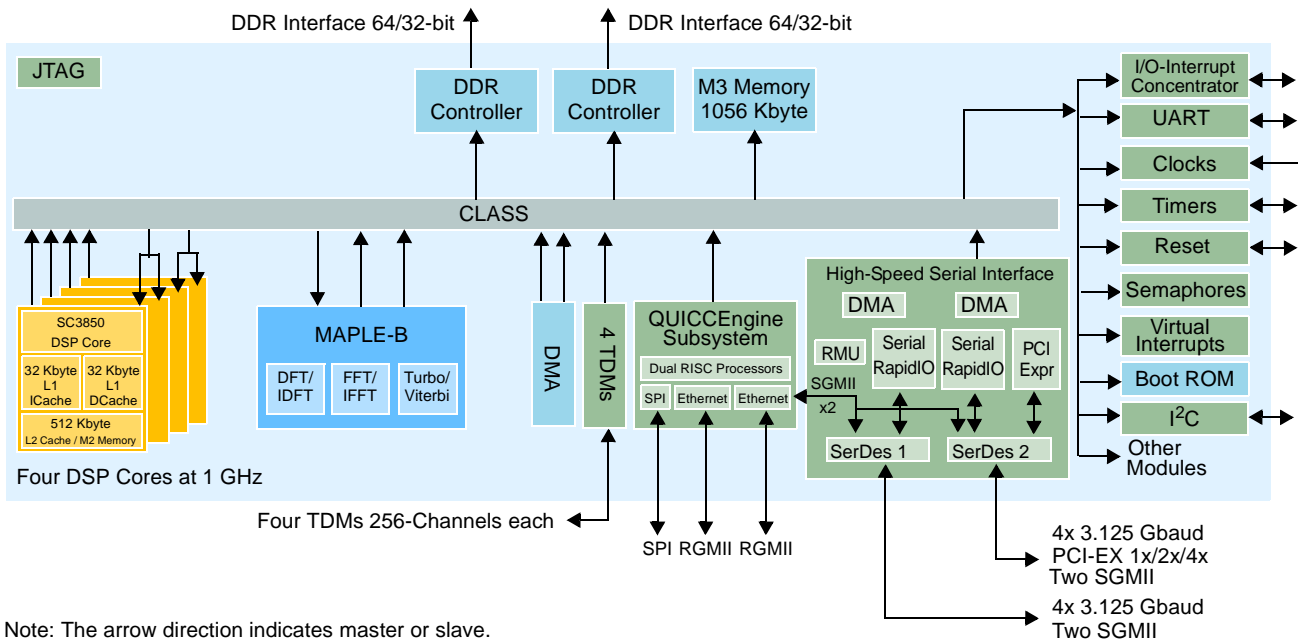 DDR Interface 64/32-bit
DDR Interface 64/32-bit
JTAG
DDR
Controller
DDR
Controller
M3 Memory
1056 Kbyte
I/O-Interrupt
Concentrator
UART
Clocks
Timers
Reset
Semaphores
Virtual
Interrupts
Boot ROM
I²C
Other
Modules
CLASS
SC3850
DSP Core
32 Kbyte
L1
ICache
32 Kbyte
L1
DCache
512 Kbyte
L2 Cache / M2 Memory
Four DSP Cores at 1 GHz
MAPLE-B
DFT/
IDFT
FFT/
IFFT
Turbo/
Viterbi
DMA
4 TDMs
QUICCEngine
Subsystem
Dual RISC Processors
SPI
Ethernet
Ethernet
High-Speed Serial Interface
DMA
DMA
RMU
Serial
RapidIO
Serial
RapidIO
PCI
Expr
SGMII
x2
SerDes 1
SerDes 2
Four TDMs 256-Channels each
SPI
RGMII
RGMII
4x 3.125 Gbaud
PCI-EX 1x/2x/4x
Two SGMII
4x 3.125 Gbaud
Two SGMII
Note: The arrow direction indicates master or slave.